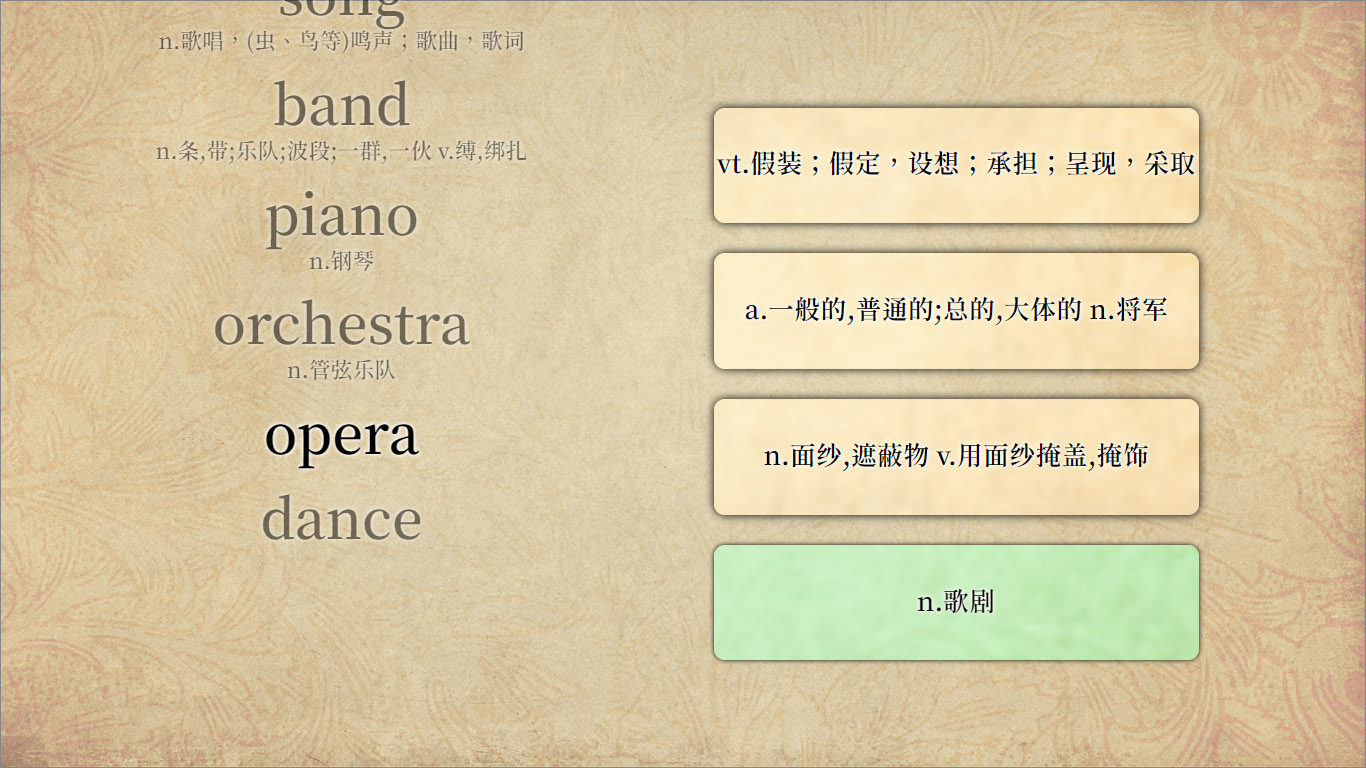 song
n.歌唱，(虫、鸟等)鸣声；歌曲，歌词
band
n.条,带;乐队;波段;一群,一伙 v.缚,绑扎
piano
n.钢琴
orchestra
n.管弦乐队
opera
dance
vt.假装；假定，设想；承担；呈现，采取
a.一般的,普通的;总的,大体的 n.将军
n.面纱,遮蔽物 v.用面纱掩盖,掩饰
n.歌剧